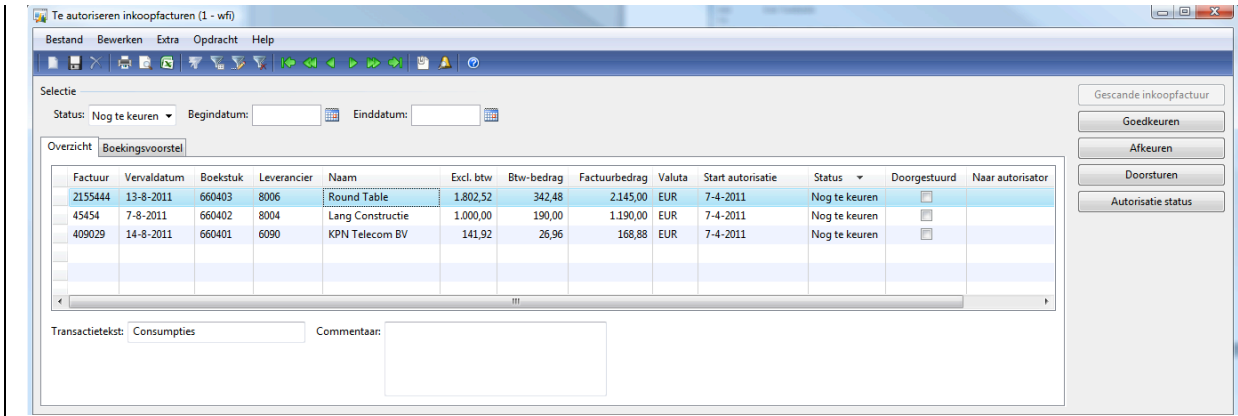 Te autoriseren inkoopfacturen (1 - wfi)
Bestand Bewerken Extra Opdracht Help
Selectie
Status: Nog te keuren Begindatum: Einddatum:
Gescande inkoopfactuur
Goedkeuren
Afkeuren
Doorsturen
Autorisatie status
Overzicht Boekingsvoorstel
Factuur Vervaldatum Boekstuk Leverancier Naam Excl. btw Btw-bedrag Factuurbedrag Valuta Start autorisatie Status Doorgestuurd Naar autorisator
2155444 13-8-2011 660403 8006 Round Table 1.802,52 342,48 2.145,00 EUR 7-4-2011 Nog te keuren
45454 7-8-2011 660402 8004 Lang Constructie 1.000,00 190,00 1.190,00 EUR 7-4-2011 Nog te keuren
409029 14-8-2011 660401 6090 KPN Telecom BV 141,92 26,96 168,88 EUR 7-4-2011 Nog te keuren
Transactietekst: Consumpties Commentaar: